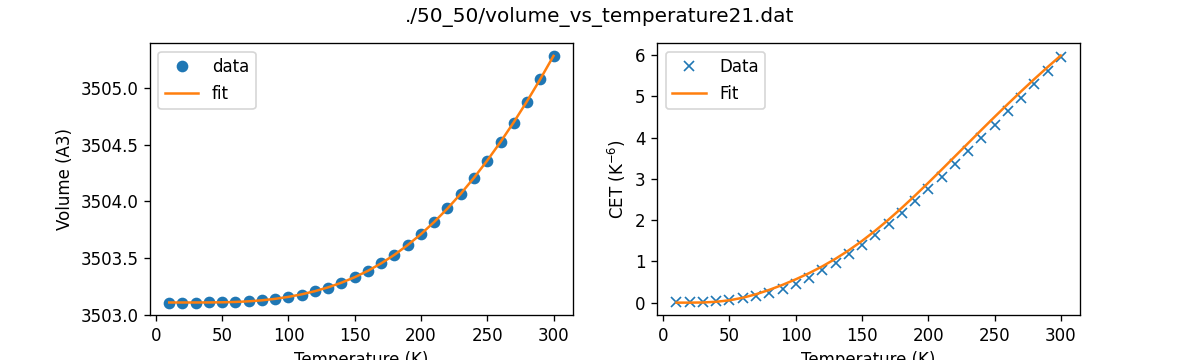 ./50_50/volume_vs_temperature21.dat
data
fit
Volume (A3)
3505.0
3504.5
3504.0
3503.5
3503.0
0 50 100 150 200 250 300
Temperature (K)
Data
Fit
CET (K⁻⁶)
6
5
4
3
2
1
0
0 50 100 150 200 250 300
Temperature (K)